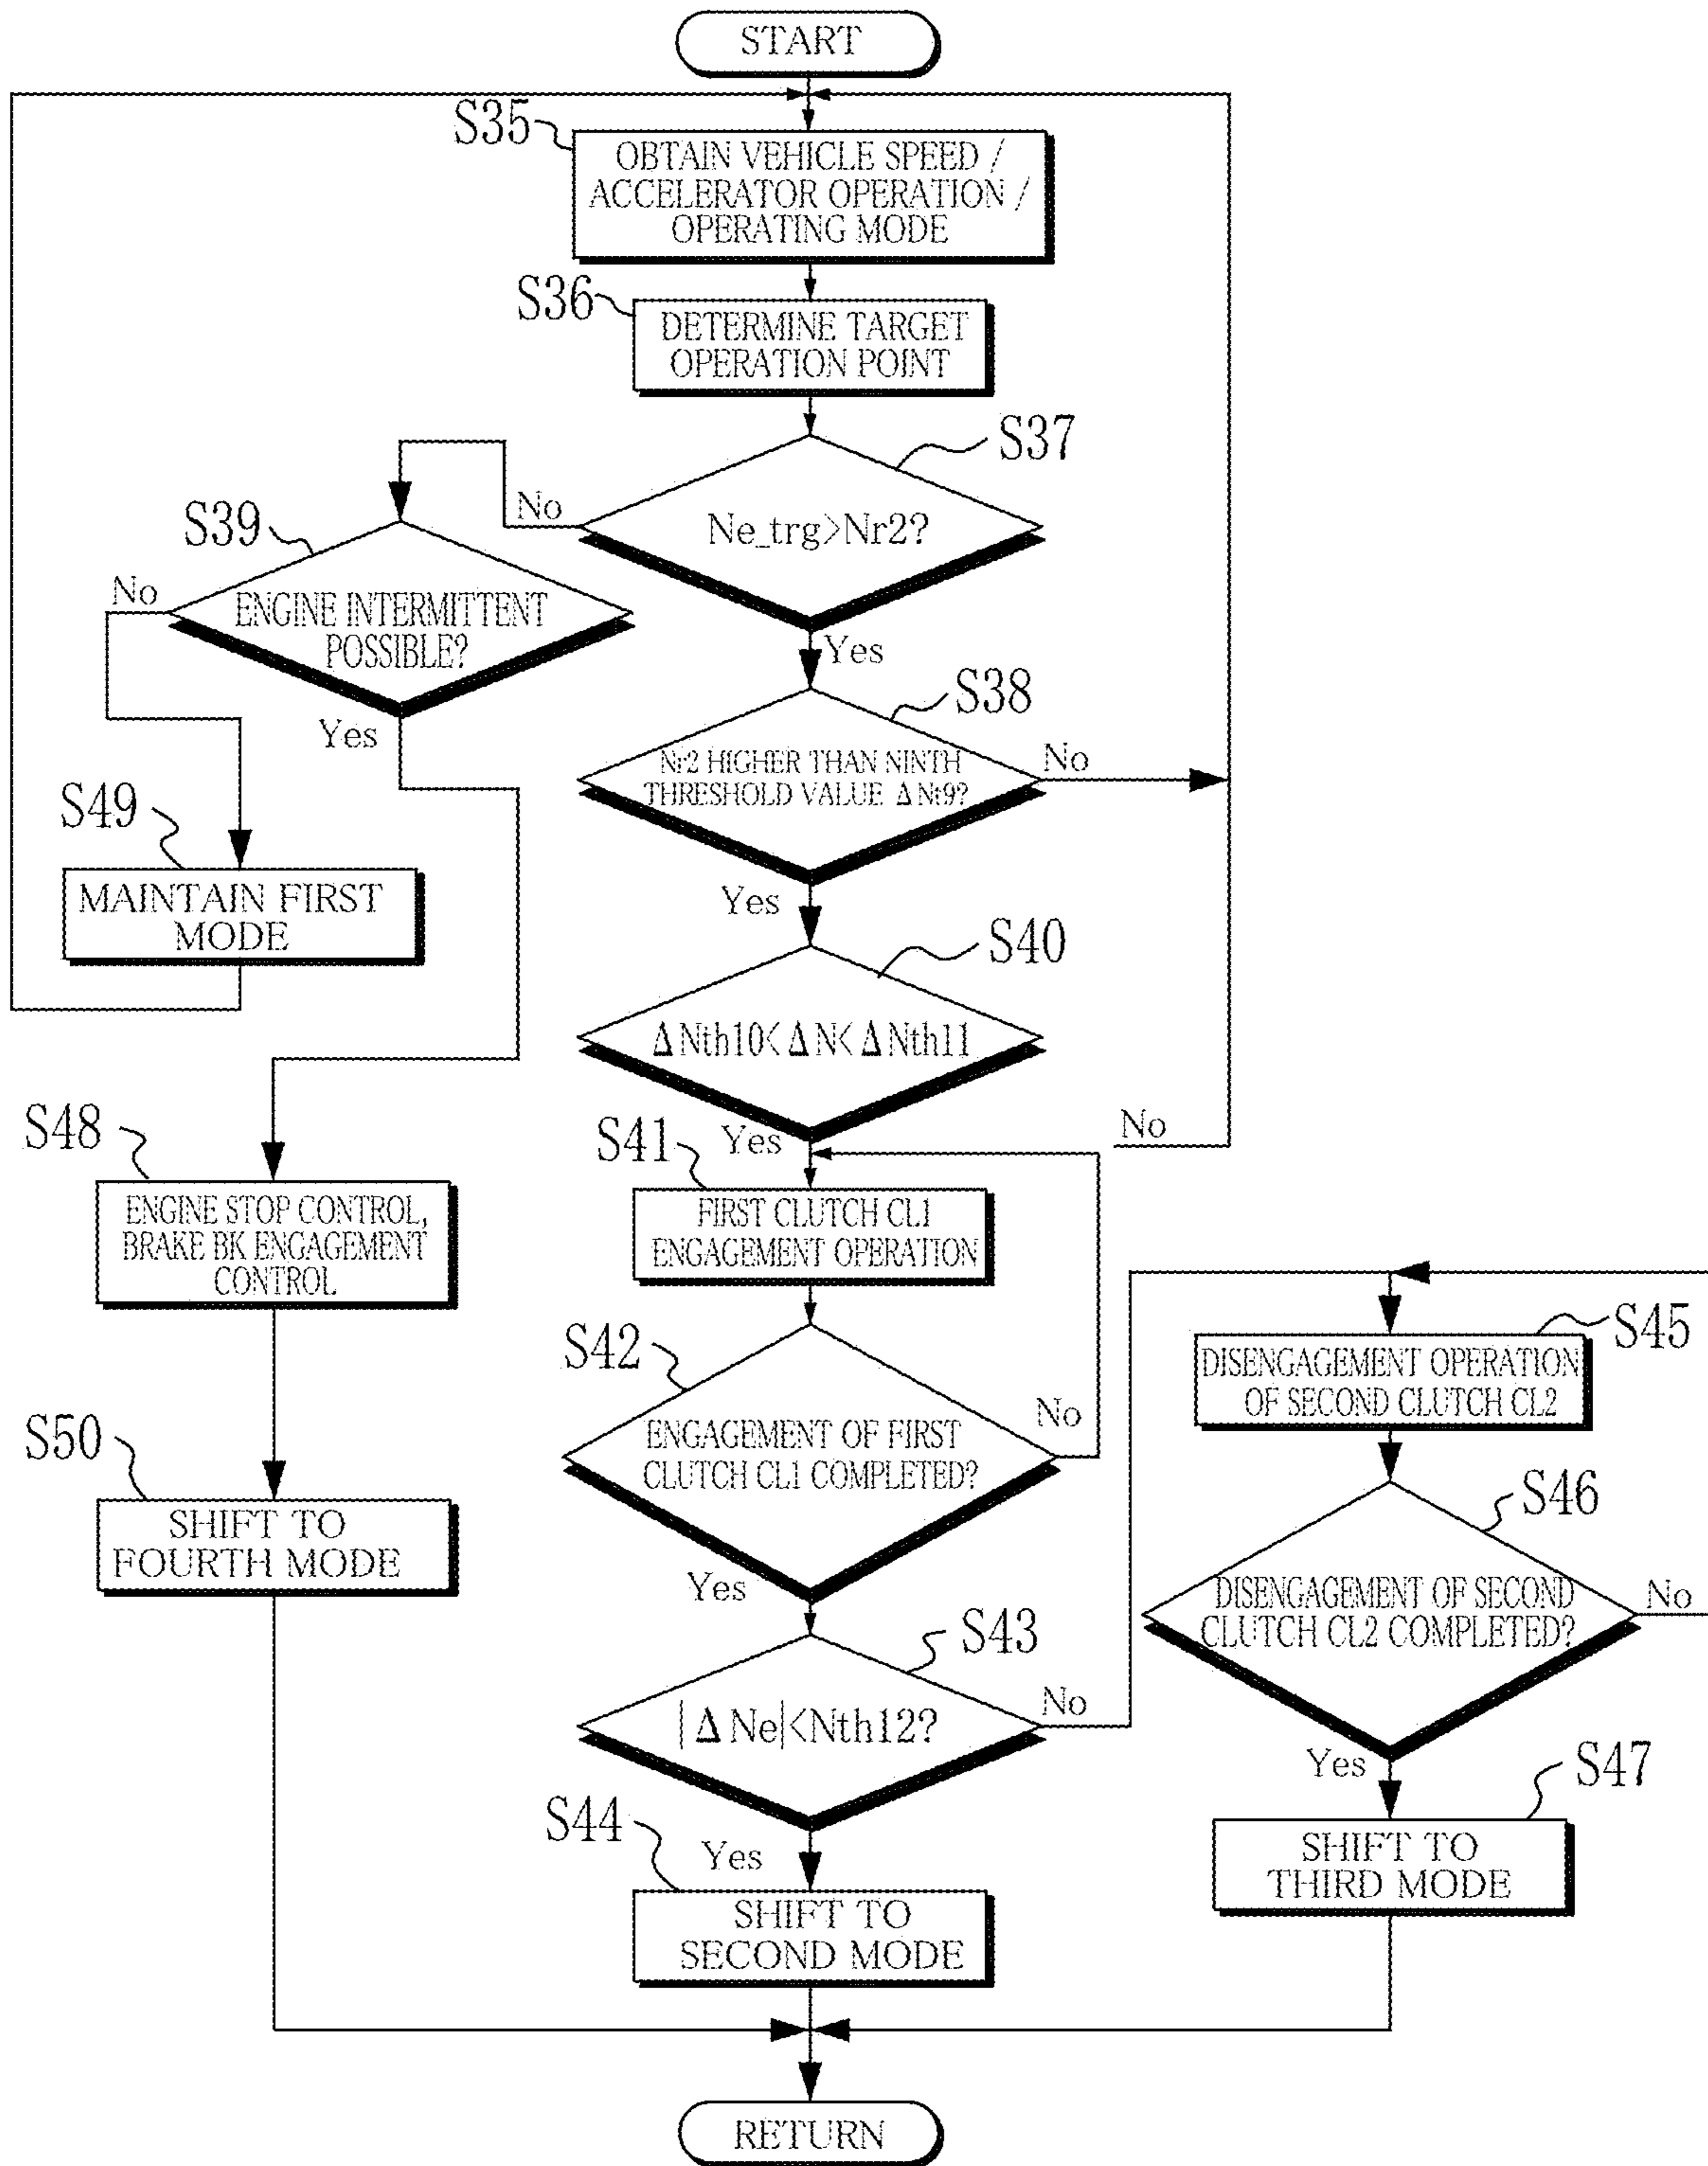 START
S35
OBTAIN VEHICLE SPEED /
ACCELERATOR OPERATION /
OPERATING MODE
S36
DETERMINE TARGET
OPERATION POINT
S37
Ne_trg>Nr2?
No
Yes
S39
ENGINE INTERMITTENT
POSSIBLE?
No
Yes
S38
Nr2 HIGHER THAN NINTH
THRESHOLD VALUE ΔNt9?
No
Yes
S49
MAINTAIN FIRST
MODE
S40
ΔNth10<ΔN<ΔNth11
No
Yes
S48
ENGINE STOP CONTROL,
BRAKE BK ENGAGEMENT
CONTROL
S41
FIRST CLUTCH CL1
ENGAGEMENT OPERATION
S42
ENGAGEMENT OF FIRST
CLUTCH CL1 COMPLETED?
No
Yes
S45
DISENGAGEMENT OPERATION
OF SECOND CLUTCH CL2
S50
SHIFT TO
FOURTH MODE
S46
DISENGAGEMENT OF SECOND
CLUTCH CL2 COMPLETED?
No
Yes
S43
|ΔNe|<Nth12?
No
Yes
S47
SHIFT TO
THIRD MODE
S44
SHIFT TO
SECOND MODE
RETURN